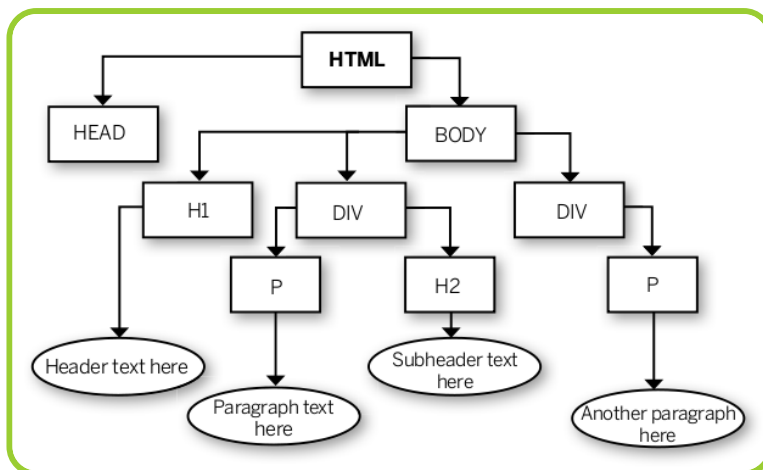 HTML
HEAD
BODY
H1
DIV
DIV
P
H2
P
Header text here
Subheader text
here
Paragraph text
here
Another paragraph
here